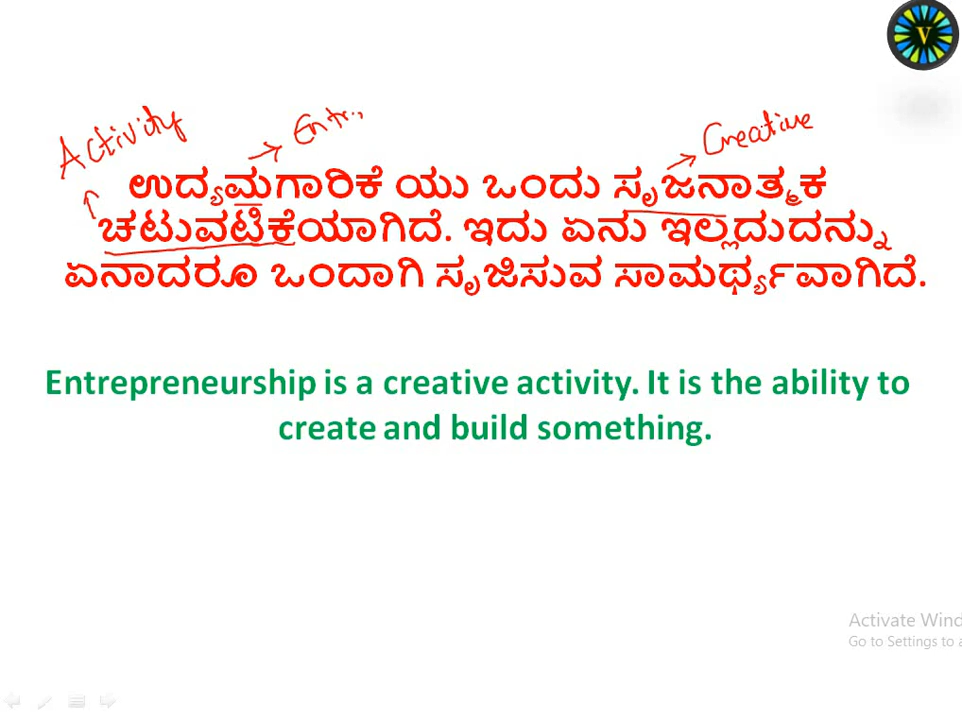 V
Activity
Entr..
Creative
ಉದ್ಯಮಗಾರಿಕೆ ಯು ಒಂದು ಸೃಜನಾತ್ಮಕ
ಚಟುವಟಿಕೆಯಾಗಿದೆ. ಇದು ಏನು ಇಲ್ಲದುದನ್ನು
ಏನಾದರೂ ಒಂದಾಗಿ ಸೃಜಿಸುವ ಸಾಮರ್ಥ್ಯವಾಗಿದೆ.
Entrepreneurship is a creative activity. It is the ability to
create and build something.
Activate Wind
Go to Settings to a